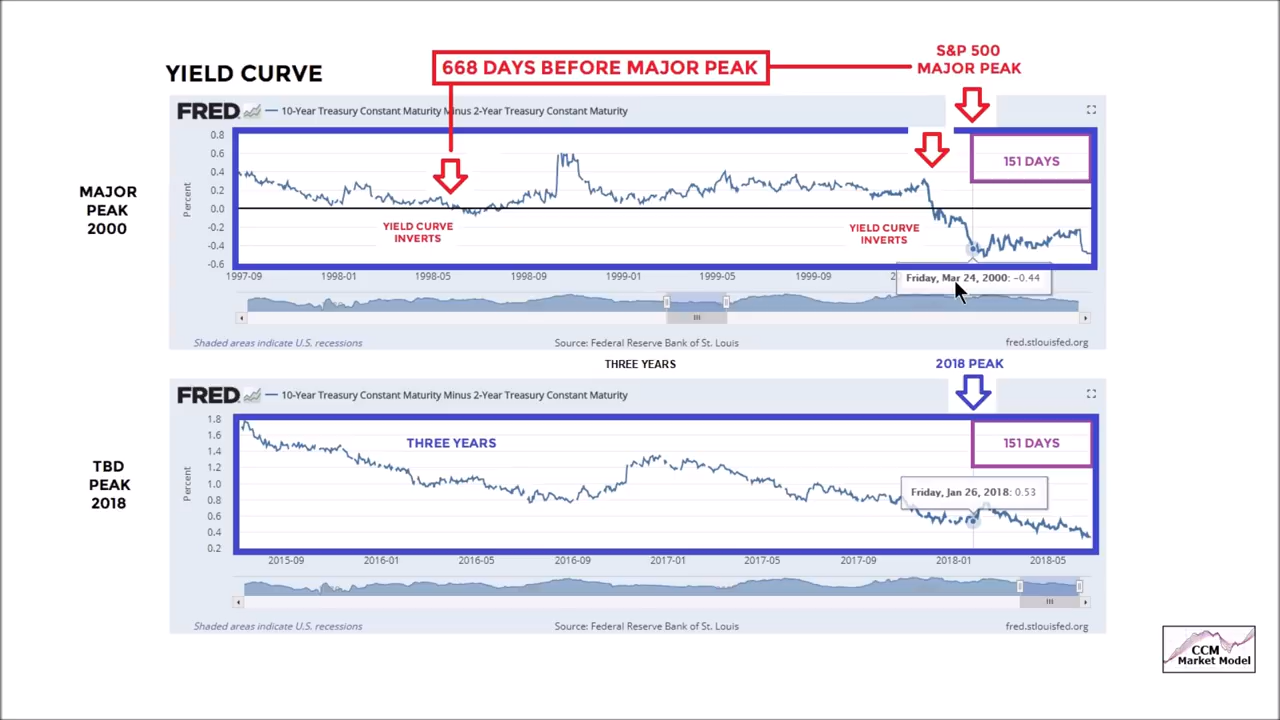 YIELD CURVE
668 DAYS BEFORE MAJOR PEAK
S&P 500
MAJOR PEAK
FRED
10-Year Treasury Constant Maturity Minus 2-Year Treasury Constant Maturity
MAJOR
PEAK
2000
Percent
0.8
0.6
0.4
0.2
0.0
-0.2
-0.4
-0.6
151 DAYS
YIELD CURVE
INVERTS
YIELD CURVE
INVERTS
1997-09
1998-01
1998-05
1998-09
1999-01
1999-05
1999-09
Friday, Mar 24, 2000: −0.44
Shaded areas indicate U.S. recessions
Source: Federal Reserve Bank of St. Louis
fred.stlouisfed.org
THREE YEARS
2018 PEAK
FRED
10-Year Treasury Constant Maturity Minus 2-Year Treasury Constant Maturity
TBD
PEAK
2018
Percent
1.8
1.6
1.4
1.2
1.0
0.8
0.6
0.4
0.2
THREE YEARS
151 DAYS
Friday, Jan 26, 2018: 0.53
2015-09
2016-01
2016-05
2016-09
2017-01
2017-05
2017-09
2018-01
2018-05
Shaded areas indicate U.S. recessions
Source: Federal Reserve Bank of St. Louis
fred.stlouisfed.org
CCM
Market Model